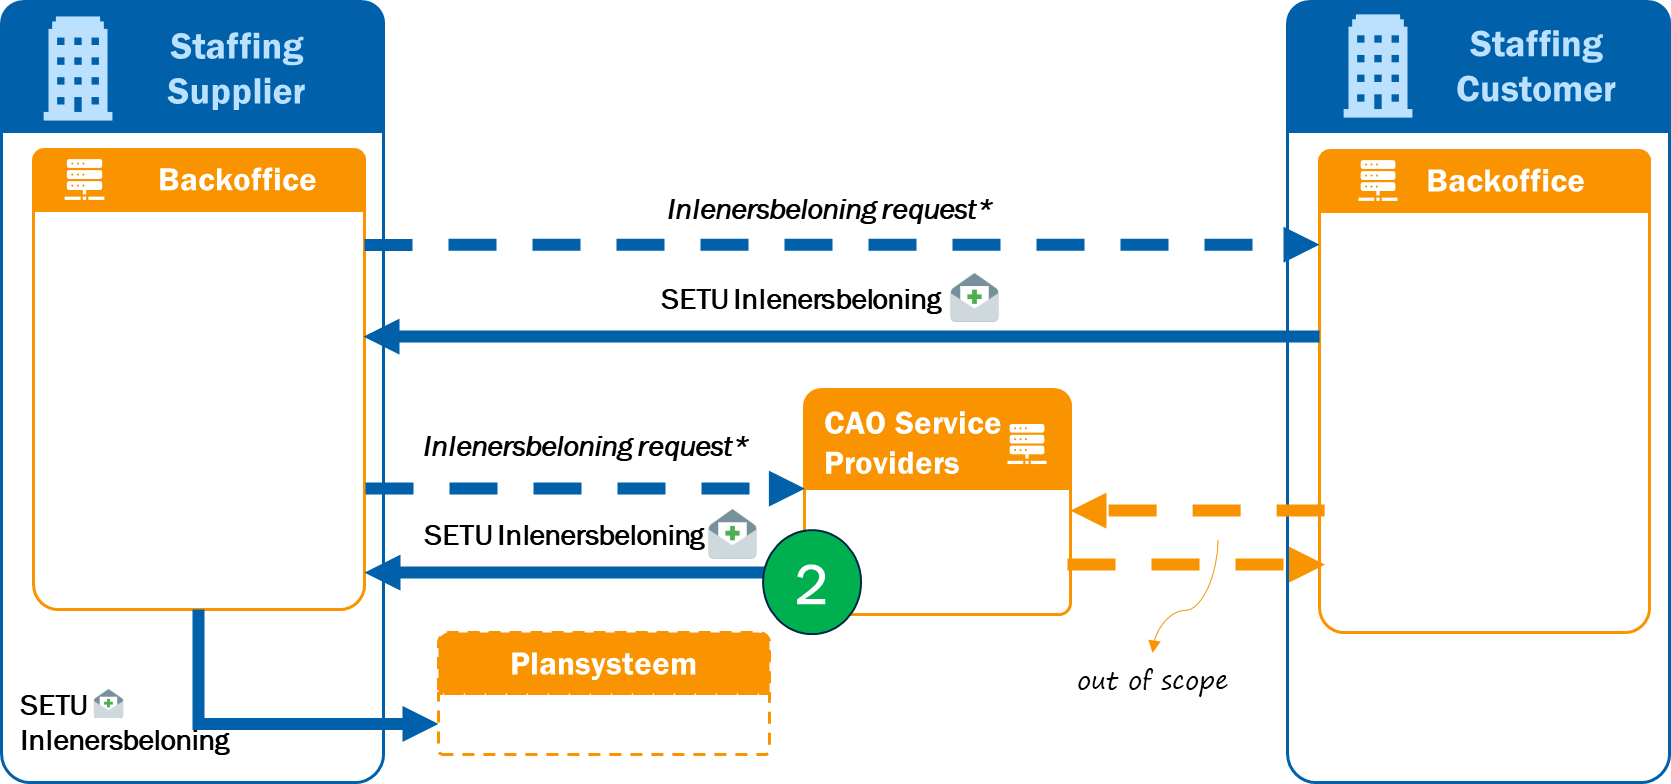 Staffing
Supplier
Staffing
Customer
Backoffice
Backoffice
Inlenersbeloning request*
SETU Inlenersbeloning
CAO Service
Providers
Inlenersbeloning request*
SETU Inlenersbeloning
2
Plansysteem
out of scope
SETU
Inlenersbeloning